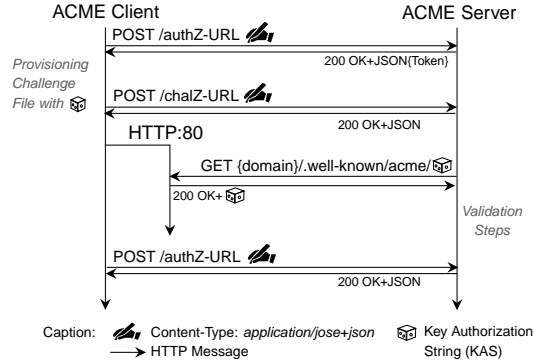 ACME Client
ACME Server
POST /authZ-URL
200 OK+JSON{Token}
Provisioning
Challenge
File with
POST /chalZ-URL
200 OK+JSON
HTTP:80
GET {domain}/.well-known/acme/
200 OK+
Validation
Steps
POST /authZ-URL
200 OK+JSON
Caption: Content-Type: application/jose+json Key Authorization
HTTP Message String (KAS)